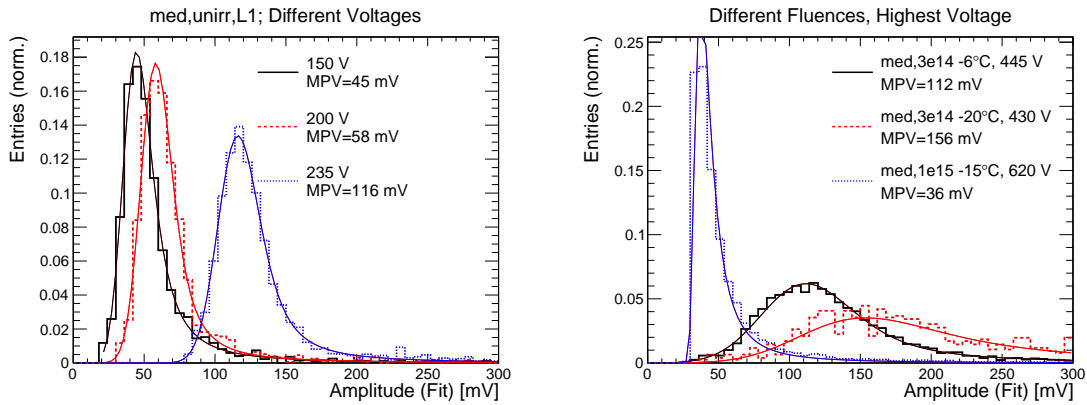 med,unirr,L1; Different Voltages
Entries (norm.)
0.18
0.16
0.14
0.12
0.1
0.08
0.06
0.04
0.02
0
150 V
MPV=45 mV
200 V
MPV=58 mV
235 V
MPV=116 mV
0 50 100 150 200 250 300
Amplitude (Fit) [mV]
Different Fluences, Highest Voltage
Entries (norm.)
0.25
0.2
0.15
0.1
0.05
0
med,3e14 -6°C, 445 V
MPV=112 mV
med,3e14 -20°C, 430 V
MPV=156 mV
med,1e15 -15°C, 620 V
MPV=36 mV
0 50 100 150 200 250 300
Amplitude (Fit) [mV]